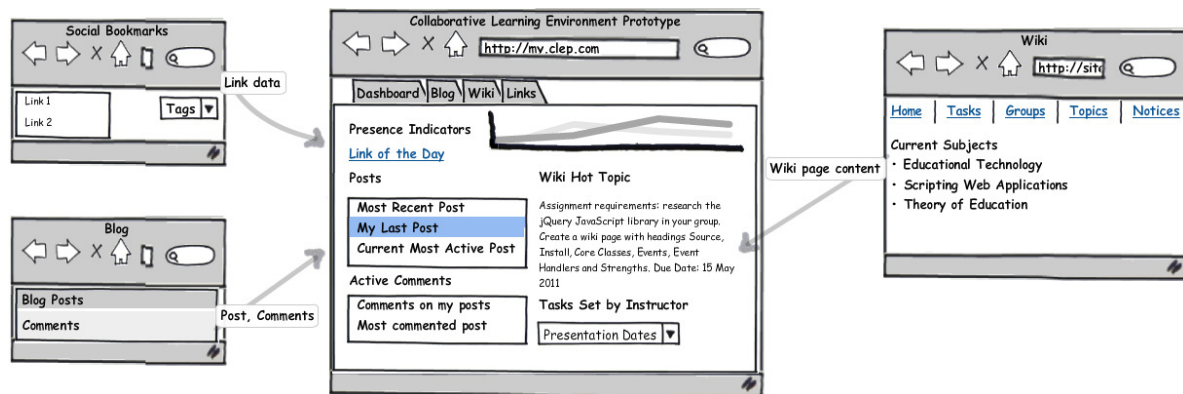 Social Bookmarks
Link 1
Link 2
Tags
Link data
Blog
Blog Posts
Comments
Post, Comments
Collaborative Learning Environment Prototype
http://my.clep.com
Dashboard Blog Wiki Links
Presence Indicators
Link of the Day
Posts
Most Recent Post
My Last Post
Current Most Active Post
Active Comments
Comments on my posts
Most commented post
Wiki Hot Topic
Assignment requirements: research the
jQuery JavaScript library in your group.
Create a wiki page with headings Source,
Install, Core Classes, Events, Event
Handlers and Strengths. Due Date: 15 May
2011
Tasks Set by Instructor
Presentation Dates
Wiki page content
Wiki
http://site
Home Tasks Groups Topics Notices
Current Subjects
• Educational Technology
• Scripting Web Applications
• Theory of Education